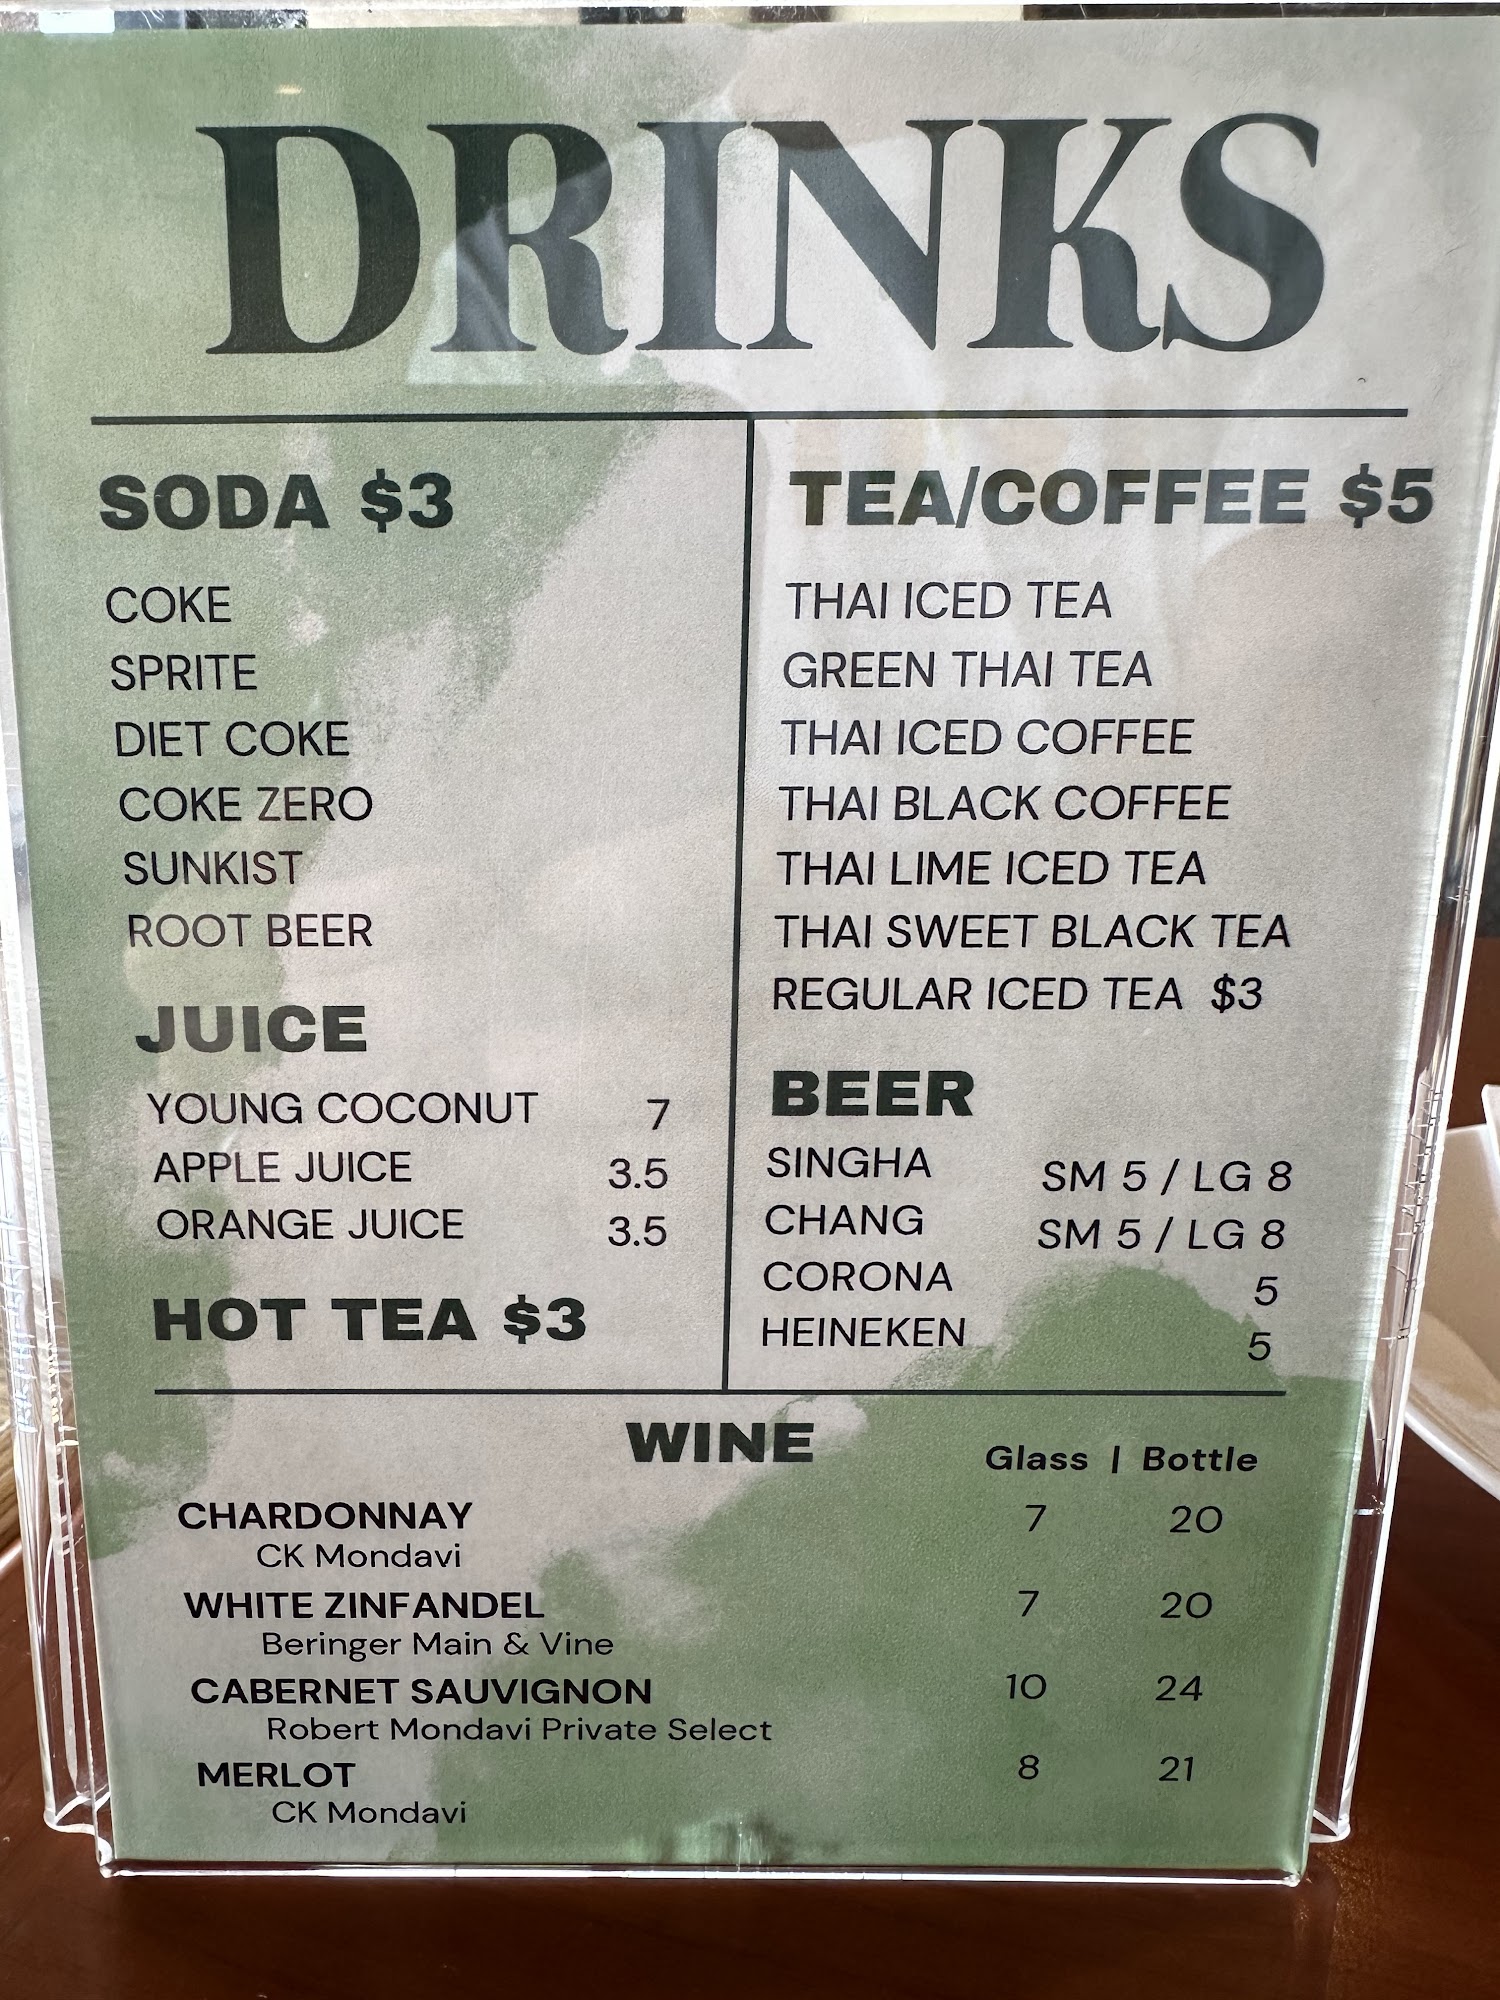 DRINKS
SODA $3
COKE
SPRITE
DIET COKE
COKE ZERO
SUNKIST
ROOT BEER
JUICE
YOUNG COCONUT 7
APPLE JUICE 3.5
ORANGE JUICE 3.5
HOT TEA $3
TEA/COFFEE $5
THAI ICED TEA
GREEN THAI TEA
THAI ICED COFFEE
THAI BLACK COFFEE
THAI LIME ICED TEA
THAI SWEET BLACK TEA
REGULAR ICED TEA $3
BEER
SINGHA SM 5 / LG 8
CHANG SM 5 / LG 8
CORONA 5
HEINEKEN 5
WINE
Glass | Bottle
CHARDONNAY 7 20
CK Mondavi
WHITE ZINFANDEL 7 20
Beringer Main & Vine
CABERNET SAUVIGNON 10 24
Robert Mondavi Private Select
MERLOT 8 21
CK Mondavi